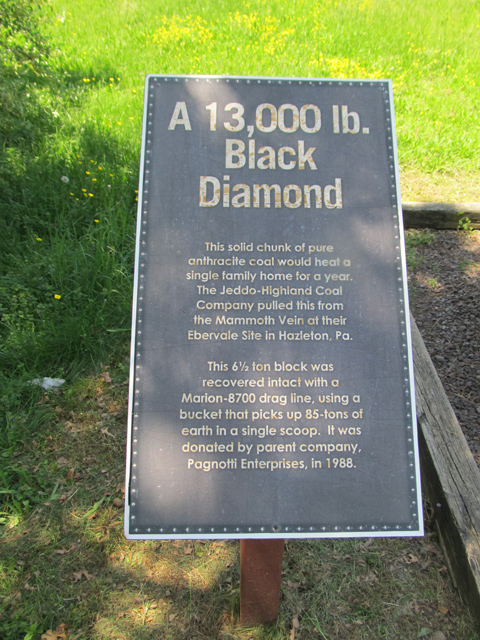 A 13,000 lb.
Black
Diamond
This solid chunk of pure
anthracite coal would heat a
single family home for a year.
The Jeddo-Highland Coal
Company pulled this from
the Mammoth Vein at their
Ebervale Site in Hazleton, Pa.
This 6½ ton block was
recovered intact with a
Marion-8700 drag line, using a
bucket that picks up 85-tons of
earth in a single scoop. It was
donated by parent company,
Pagnotti Enterprises, in 1988.